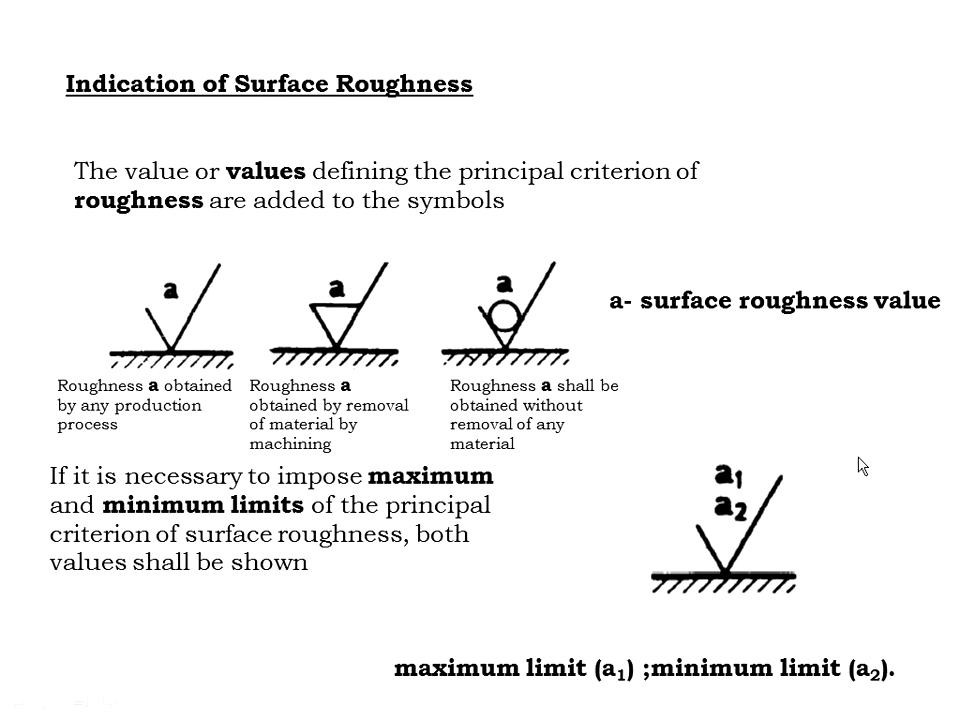 Indication of Surface Roughness
The value or values defining the principal criterion of
roughness are added to the symbols
a
a
a
a- surface roughness value
Roughness a obtained
by any production
process
Roughness a
obtained by removal
of material by
machining
Roughness a shall be
obtained without
removal of any
material
If it is necessary to impose maximum
and minimum limits of the principal
criterion of surface roughness, both
values shall be shown
a₁
a₂
maximum limit (a₁) ;minimum limit (a₂).